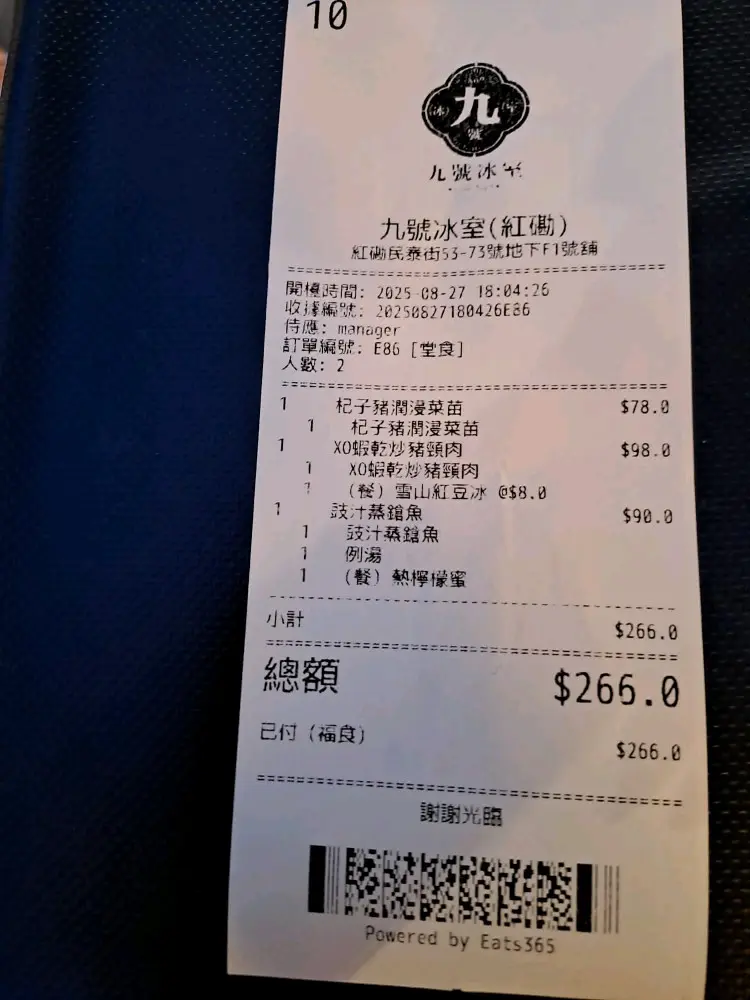 10
九
冰
室
號
九號冰室
九號冰室(紅磡)
紅磡民泰街53-73號地下F1號舖
開檯時間: 2025-08-27 18:04:26
收據編號: 20250827180426E86
侍應: manager
訂單編號: E86 [堂食]
人數: 2
1 杞子豬潤浸菜苗 $78.0
1 杞子豬潤浸菜苗
1 XO蝦乾炒豬頸肉 $98.0
1 XO蝦乾炒豬頸肉
1 (餐) 雪山紅豆冰 @$8.0
1 豉汁蒸鎗魚 $90.0
1 豉汁蒸鎗魚
1 例湯
1 (餐) 熱檸檬蜜
小計 $266.0
總額 $266.0
已付 (福食) $266.0
謝謝光臨
Powered by Eats365